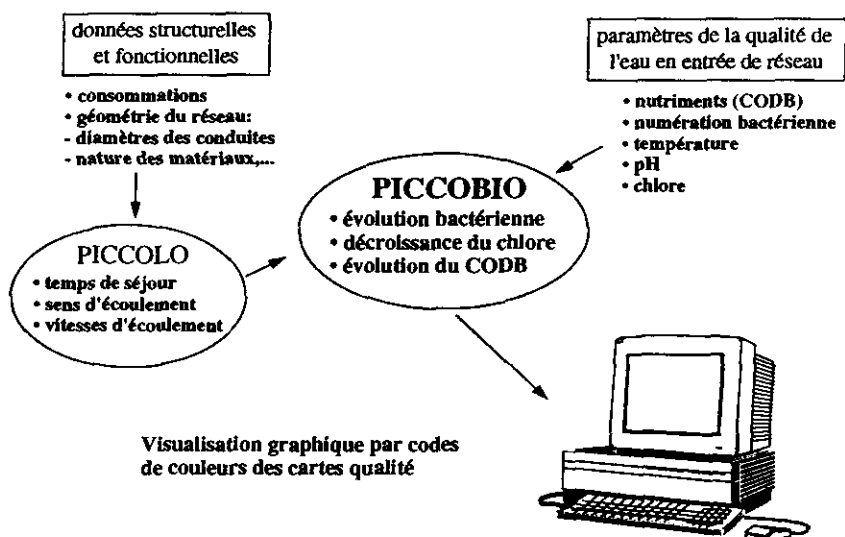 données structurelles
et fonctionnelles
• consommations
• géométrie du réseau:
- diamètres des conduites
- nature des matériaux,...
paramètres de la qualité de
l'eau en entrée de réseau
• nutriments (CODB)
• numération bactérienne
• température
• pH
• chlore
PICCOLO
• temps de séjour
• sens d'écoulement
• vitesses d'écoulement
PICCOBIO
• évolution bactérienne
• décroissance du chlore
• évolution du CODB
Visualisation graphique par codes
de couleurs des cartes qualité